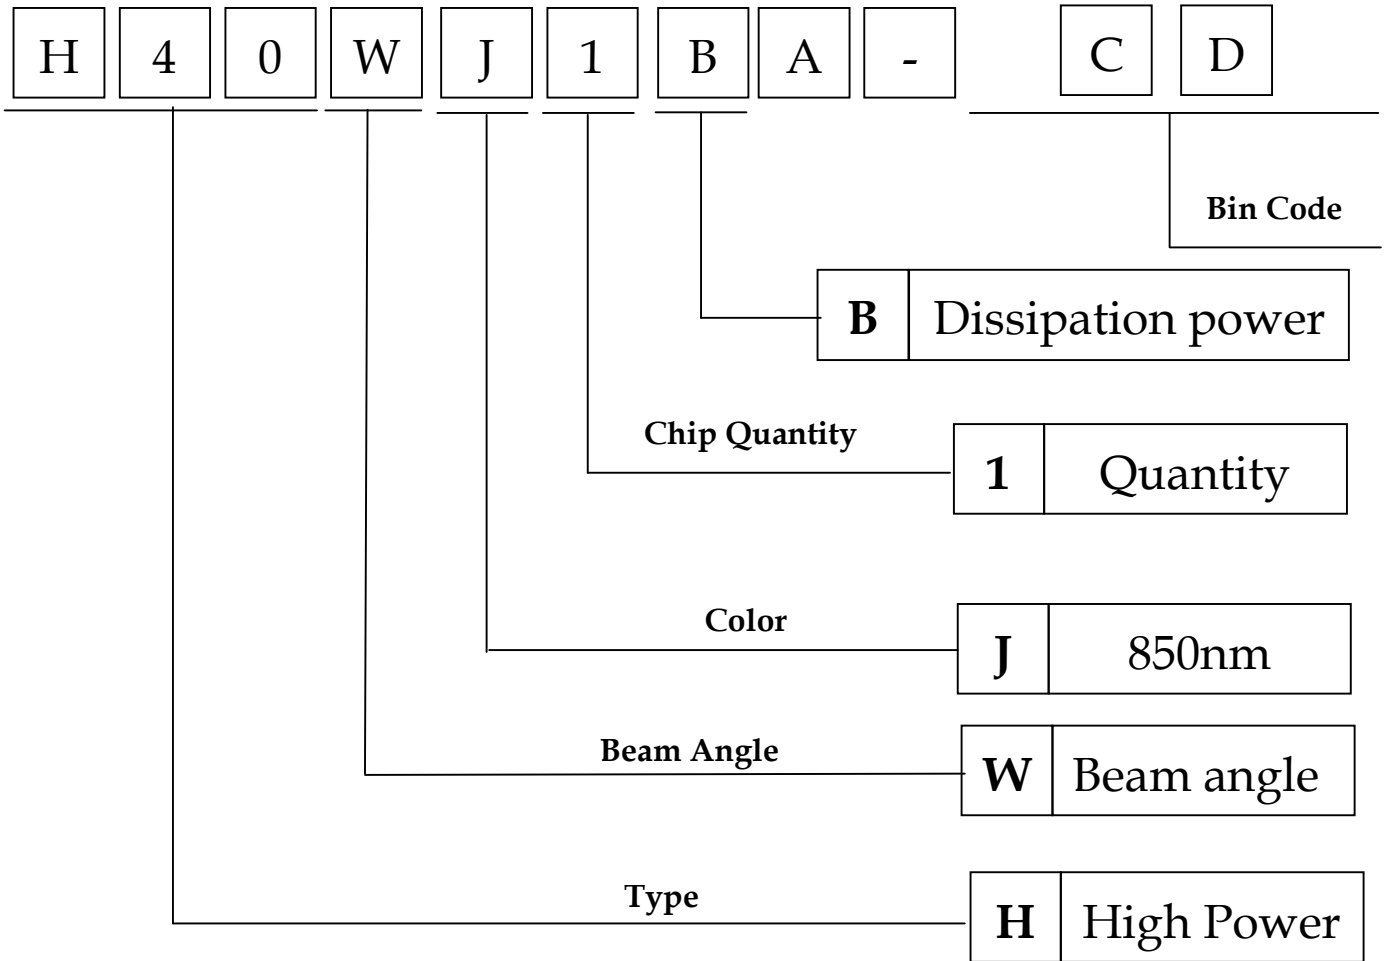 H 4 0 W J 1 B A - C D
Bin Code
B Dissipation power
Chip Quantity
1 Quantity
Color
J 850nm
Beam Angle
W Beam angle
Type
H High Power